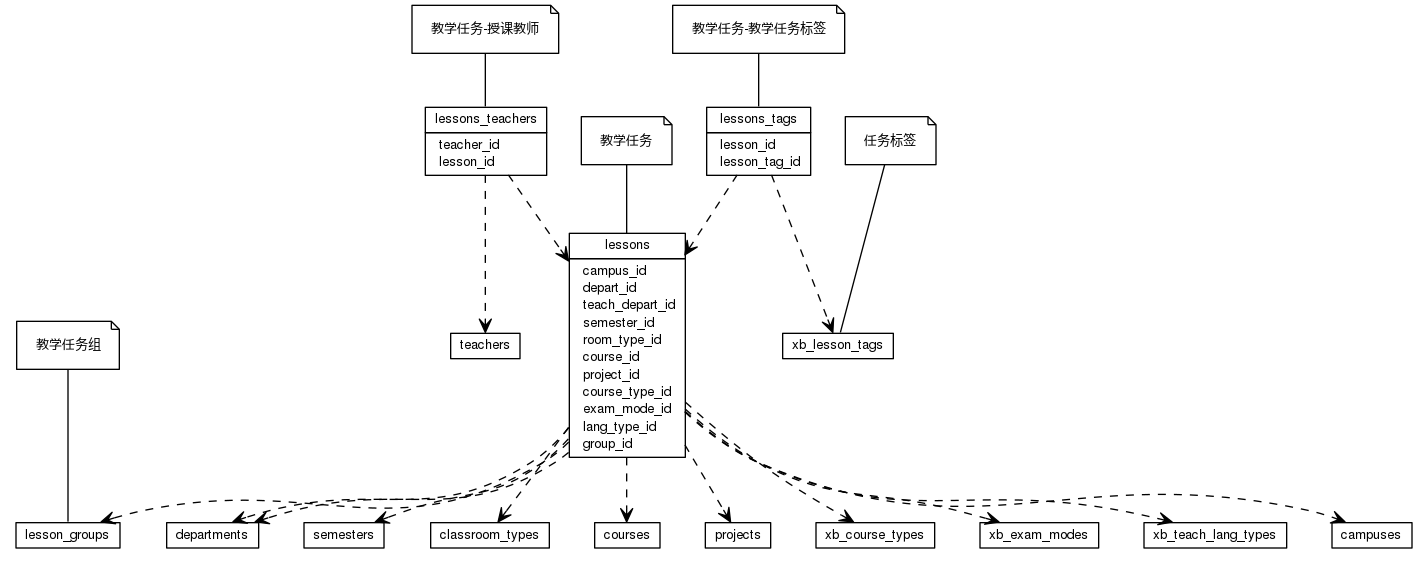 教学任务-授课教师
教学任务-教学任务标签
lessons_teachers
teacher_id
lesson_id
教学任务
lessons_tags
lesson_id
lesson_tag_id
任务标签
lessons
campus_id
depart_id
teach_depart_id
semester_id
room_type_id
course_id
project_id
course_type_id
exam_mode_id
lang_type_id
group_id
教学任务组
teachers
xb_lesson_tags
lesson_groups
departments
semesters
classroom_types
courses
projects
xb_course_types
xb_exam_modes
xb_teach_lang_types
campuses